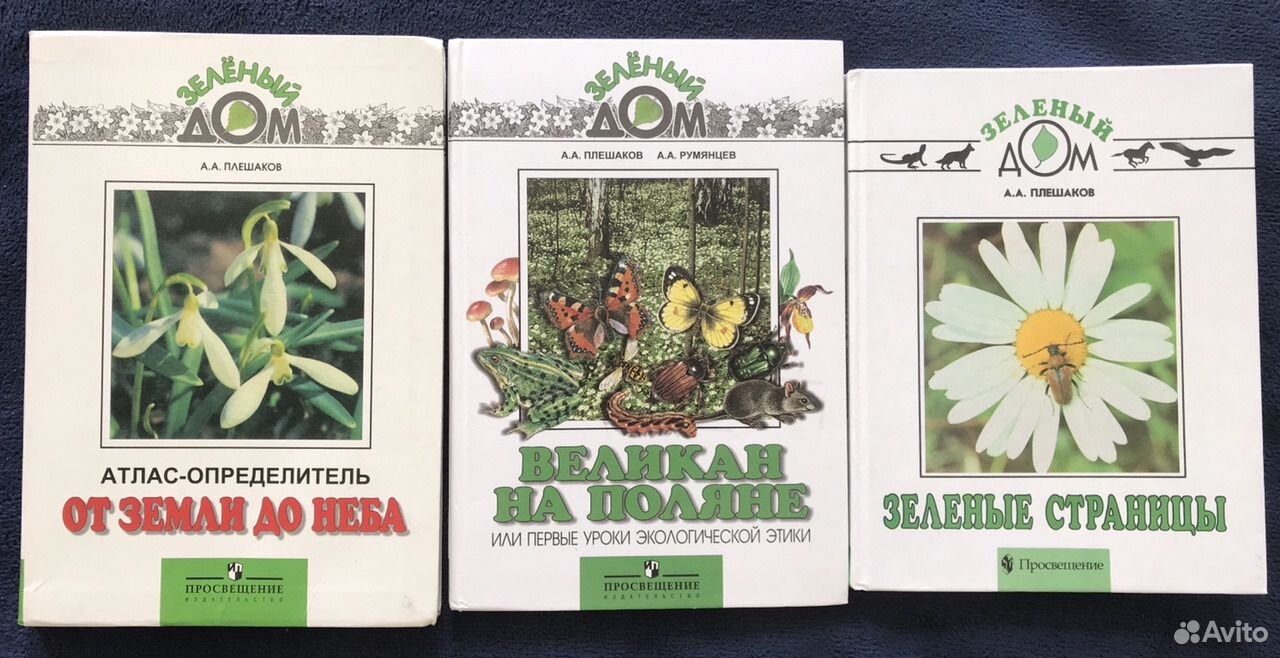 ЗЕЛЁНЫЙ
ДОМ
А.А. ПЛЕШАКОВ
АТЛАС-ОПРЕДЕЛИТЕЛЬ
ОТ ЗЕМЛИ ДО НЕБА
ПРОСВЕЩЕНИЕ
ИЗДАТЕЛЬСТВО
ЗЕЛЁНЫЙ
ДОМ
А.А. ПЛЕШАКОВ А.А. РУМЯНЦЕВ
ВЕЛИКАН
НА ПОЛЯНЕ
ИЛИ ПЕРВЫЕ УРОКИ ЭКОЛОГИЧЕСКОЙ ЭТИКИ
ПРОСВЕЩЕНИЕ
ИЗДАТЕЛЬСТВО
ЗЕЛЕНЫЙ
ДОМ
А.А. ПЛЕШАКОВ
ЗЕЛЕНЫЕ СТРАНИЦЫ
Просвещение
Avito